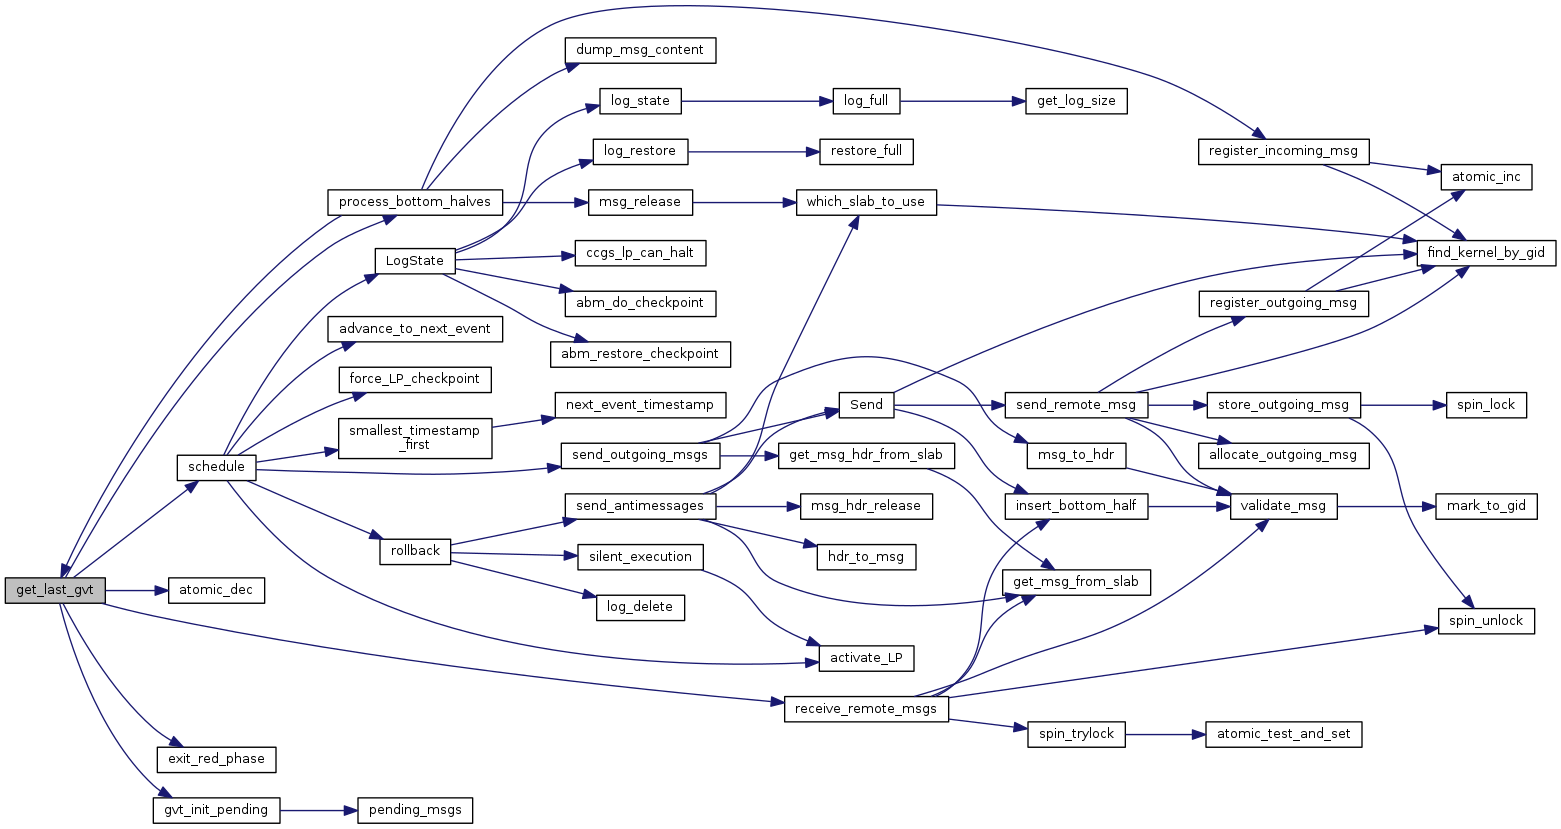 dump_msg_content
log_state
log_full
get_log_size
log_restore
restore_full
register_incoming_msg
atomic_inc
process_bottom_halves
msg_release
which_slab_to_use
LogState
ccgs_lp_can_halt
find_kernel_by_gid
abm_do_checkpoint
register_outgoing_msg
advance_to_next_event
abm_restore_checkpoint
force_LP_checkpoint
next_event_timestamp
Send
send_remote_msg
store_outgoing_msg
spin_lock
smallest_timestamp
_first
schedule
send_outgoing_msgs
get_msg_hdr_from_slab
msg_to_hdr
allocate_outgoing_msg
send_antimessages
msg_hdr_release
insert_bottom_half
validate_msg
mark_to_gid
rollback
silent_execution
hdr_to_msg
get_last_gvt
atomic_dec
get_msg_from_slab
log_delete
spin_unlock
activate_LP
receive_remote_msgs
spin_trylock
atomic_test_and_set
exit_red_phase
gvt_init_pending
pending_msgs